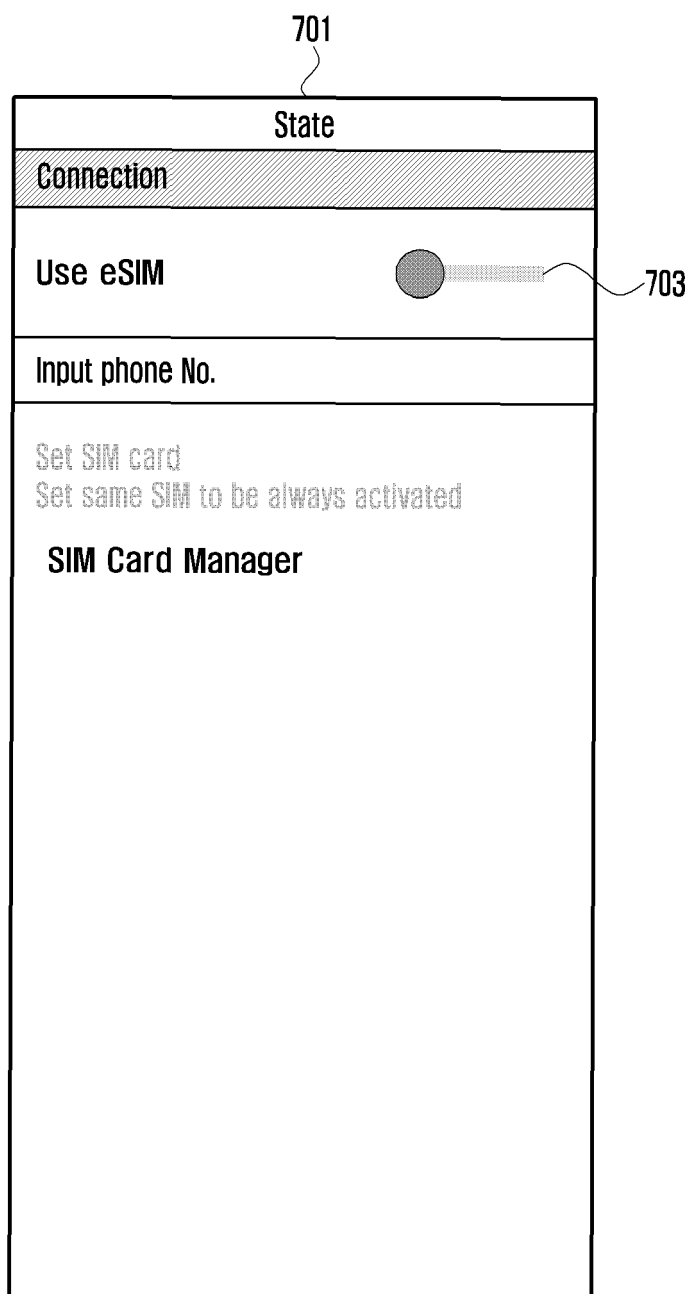 701
State
Connection
Use eSIM
703
Input phone No.
Set SIM card
Set same SIM to be always activated
SIM Card Manager